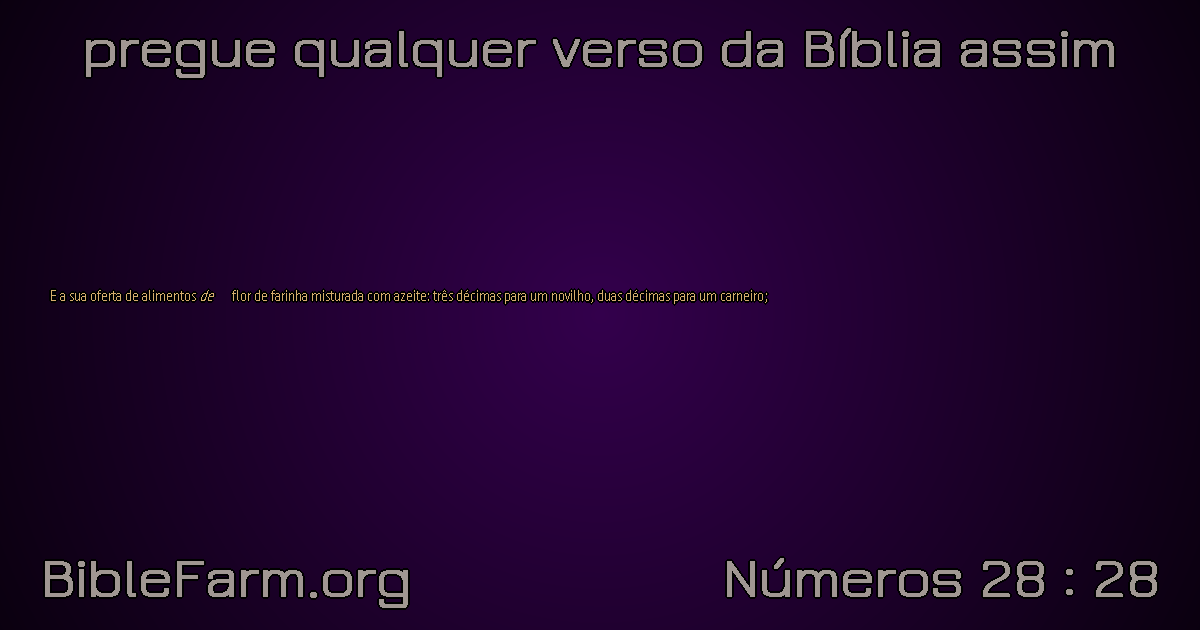 pregue qualquer verso da Bíblia assim
E a sua oferta de alimentos de flor de farinha misturada com azeite: três décimas para um novilho, duas décimas para um carneiro;
BibleFarm.org
Números 28 : 28